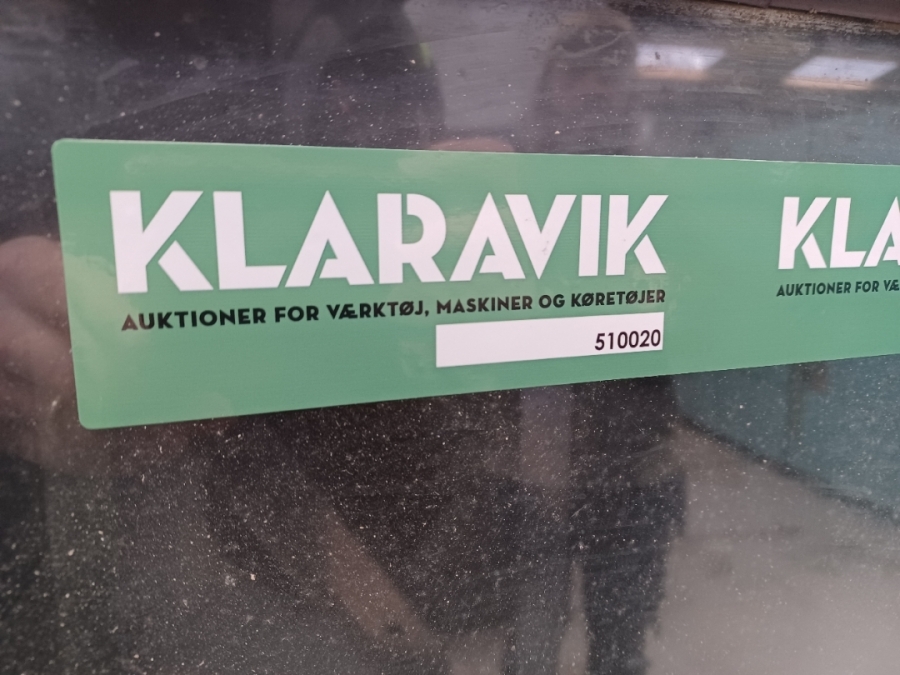 KLARAVIK
AUKTIONER FOR VÆRKTØJ, MASKINER OG KØRETØJER
510020
KLA
AUKTIONER FOR VÆ